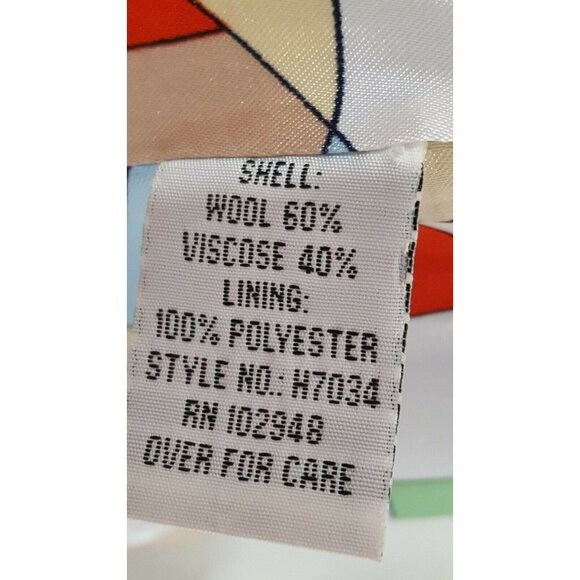 SHELL:
WOOL 60%
VISCOSE 40%
LINING:
100% POLYESTER
STYLE NO.: H7034
RN 102948
OVER FOR CARE